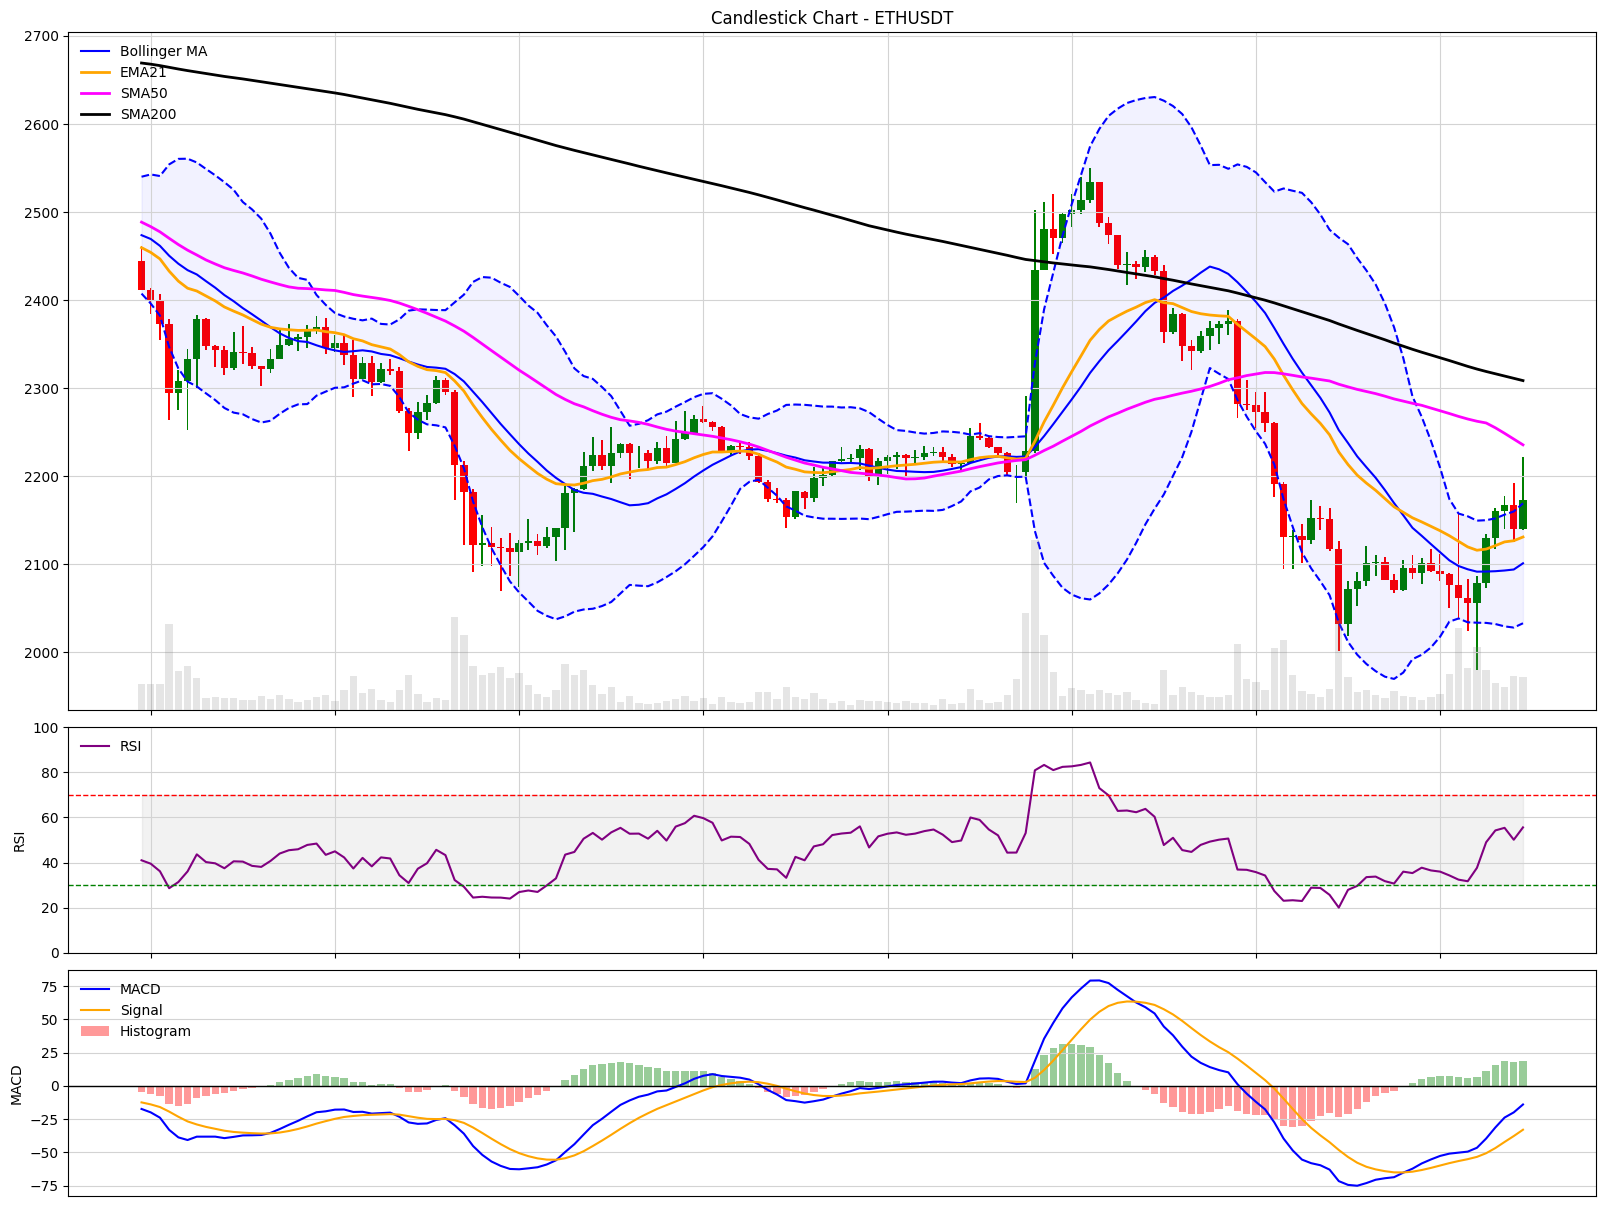 Candlestick Chart - ETHUSDT
2700
2600
2500
2400
2300
2200
2100
2000
Bollinger MA
EMA21
SMA50
SMA200
100
80
60
40
20
0
RSI
RSI
75
50
25
0
−25
−50
−75
MACD
MACD
Signal
Histogram